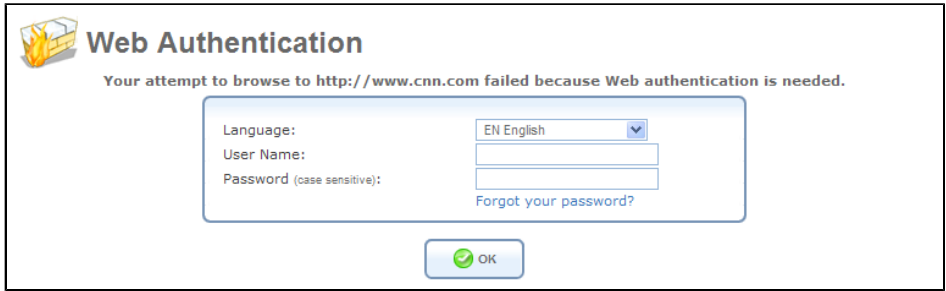 Web Authentication
Your attempt to browse to http://www.cnn.com failed because Web authentication is needed.
Language: EN English
User Name:
Password (case sensitive):
Forgot your password?
OK